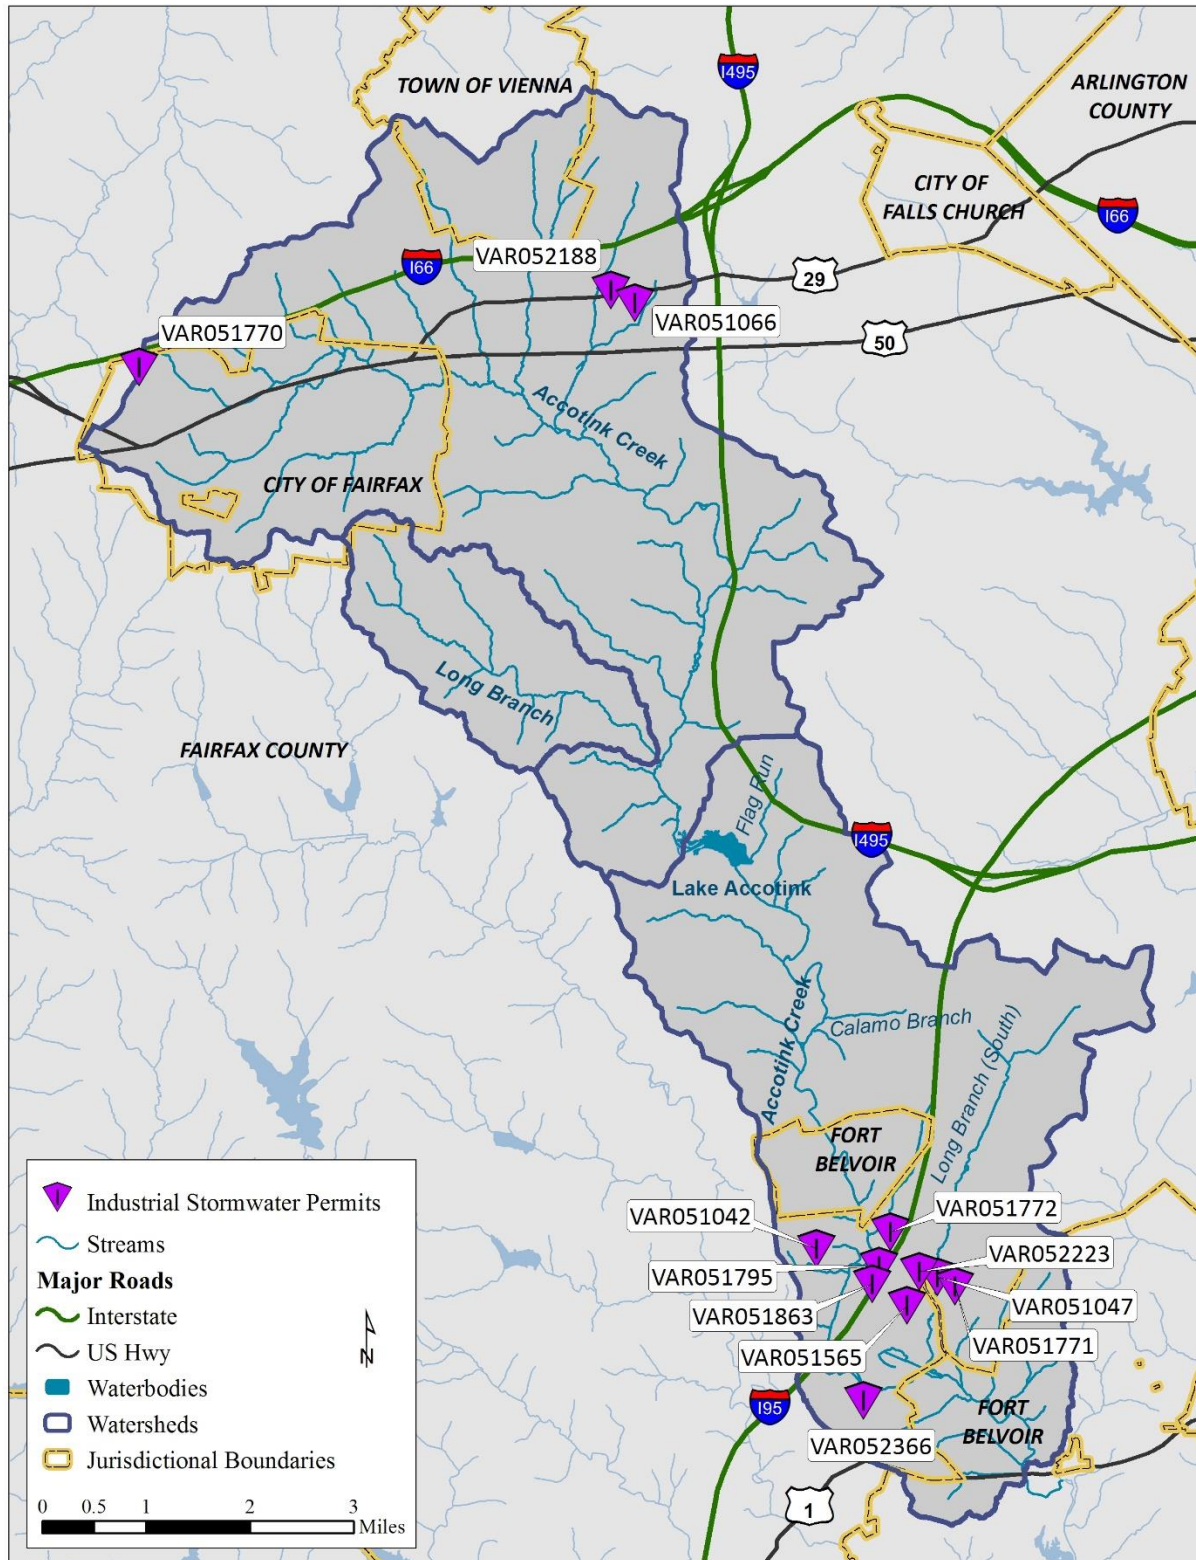 I495
TOWN OF VIENNA
ARLINGTON
COUNTY
CITY OF
FALLS CHURCH
I66
I66
VAR052188
29
VAR051770
VAR051066
50
Accotink Creek
CITY OF FAIRFAX
Long Branch
FAIRFAX COUNTY
Flag Run
I495
Lake Accotink
Accotink Creek
Calamo Branch
Long Branch (South)
FORT
BELVOIR
VAR051042
VAR051772
VAR051795
VAR052223
VAR051863
VAR051047
VAR051565
VAR051771
I95
FORT
BELVOIR
VAR052366
1
Industrial Stormwater Permits
Streams
Major Roads
Interstate
US Hwy
Waterbodies
Watersheds
Jurisdictional Boundaries
N
0 0.5 1 2 3
Miles